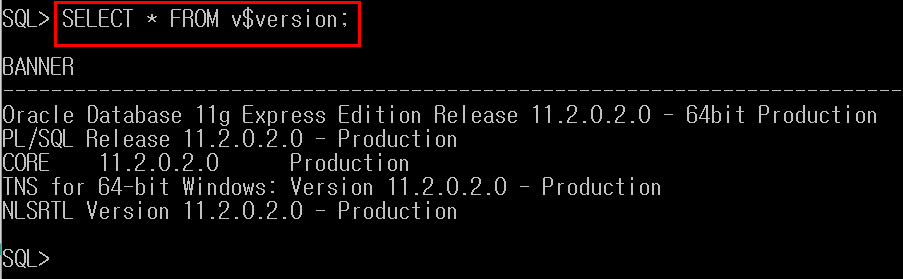 SQL> SELECT * FROM v$version;
BANNER
--------------------------------------------------------------------------------
Oracle Database 11g Express Edition Release 11.2.0.2.0 - 64bit Production
PL/SQL Release 11.2.0.2.0 - Production
CORE    11.2.0.2.0      Production
TNS for 64-bit Windows: Version 11.2.0.2.0 - Production
NLSRTL Version 11.2.0.2.0 - Production
SQL>